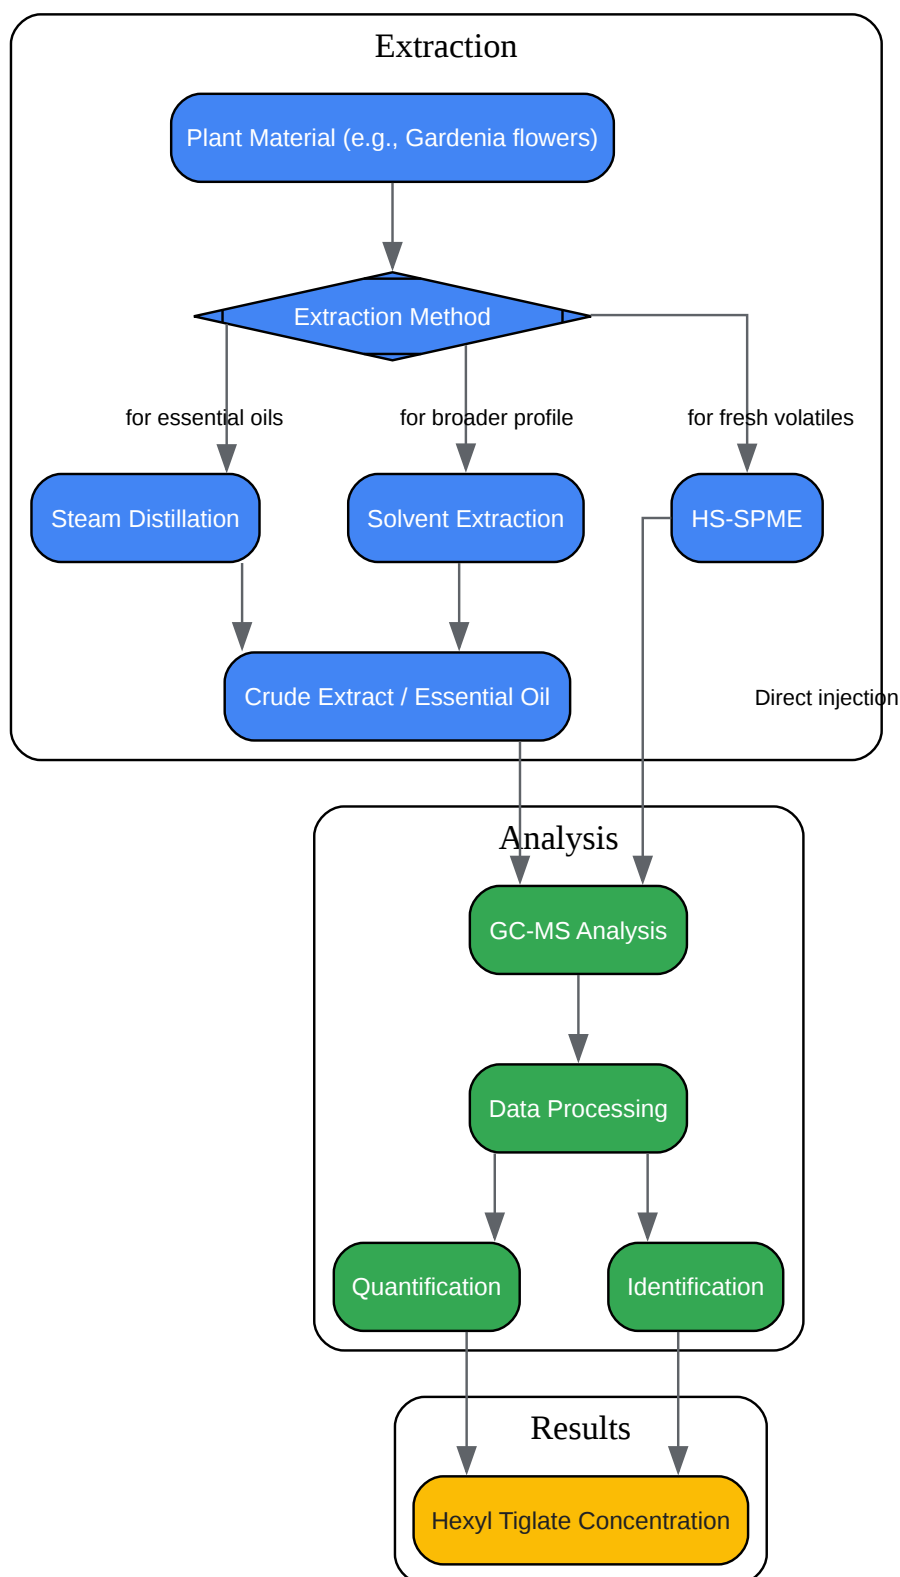 Extraction
Plant Material (e.g., Gardenia flowers)
Extraction Method
for essential oils
for broader profile
for fresh volatiles
Steam Distillation
Solvent Extraction
HS-SPME
Crude Extract / Essential Oil
Direct injection
Analysis
GC-MS Analysis
Data Processing
Quantification
Identification
Results
Hexyl Tiglate Concentration